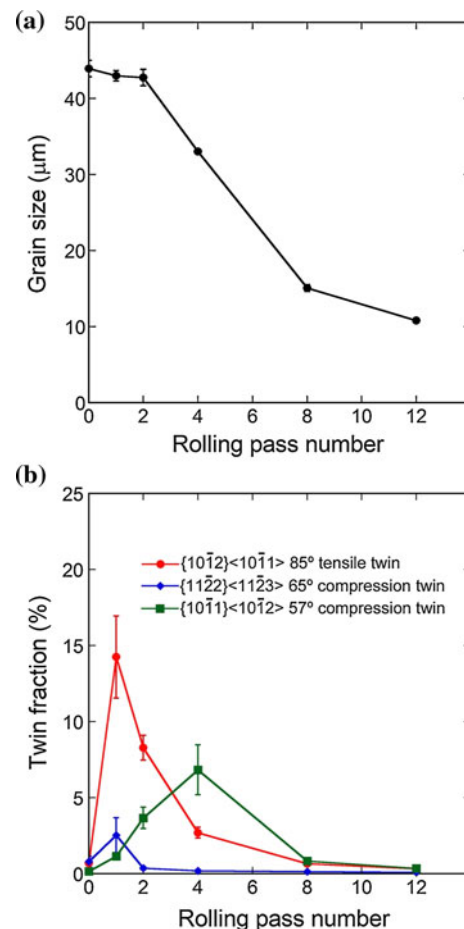 (a)
50
40
30
20
10
0
Grain size (μm)
0 2 4 6 8 10 12
Rolling pass number
(b)
25
20
15
10
5
0
Twin fraction (%)
{101̅2}<101̅1> 85º tensile twin
{112̅2}<112̅3> 65º compression twin
{101̅1}<101̅2> 57º compression twin
0 2 4 6 8 10 12
Rolling pass number